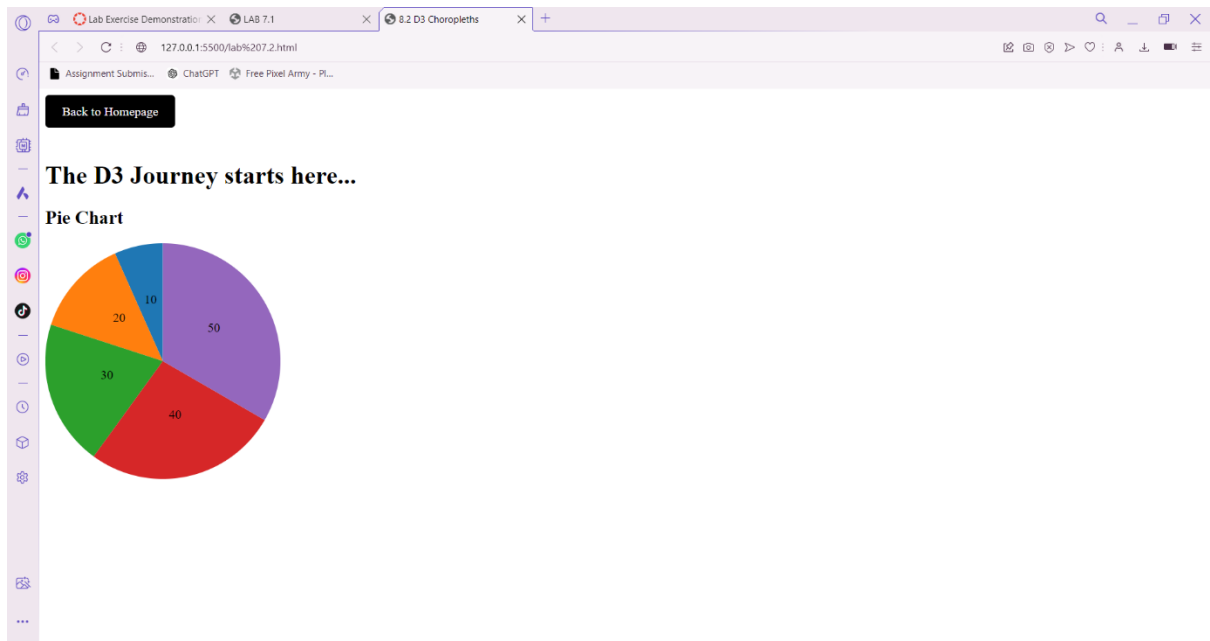 Lab Exercise Demonstration
LAB 7.1
8.2 D3 Choropleths
127.0.0.1:5500/lab%207.2.html
Assignment Submis...
ChatGPT
Free Pixel Army - Pl...
Back to Homepage
The D3 Journey starts here...
Pie Chart
10
50
20
30
40